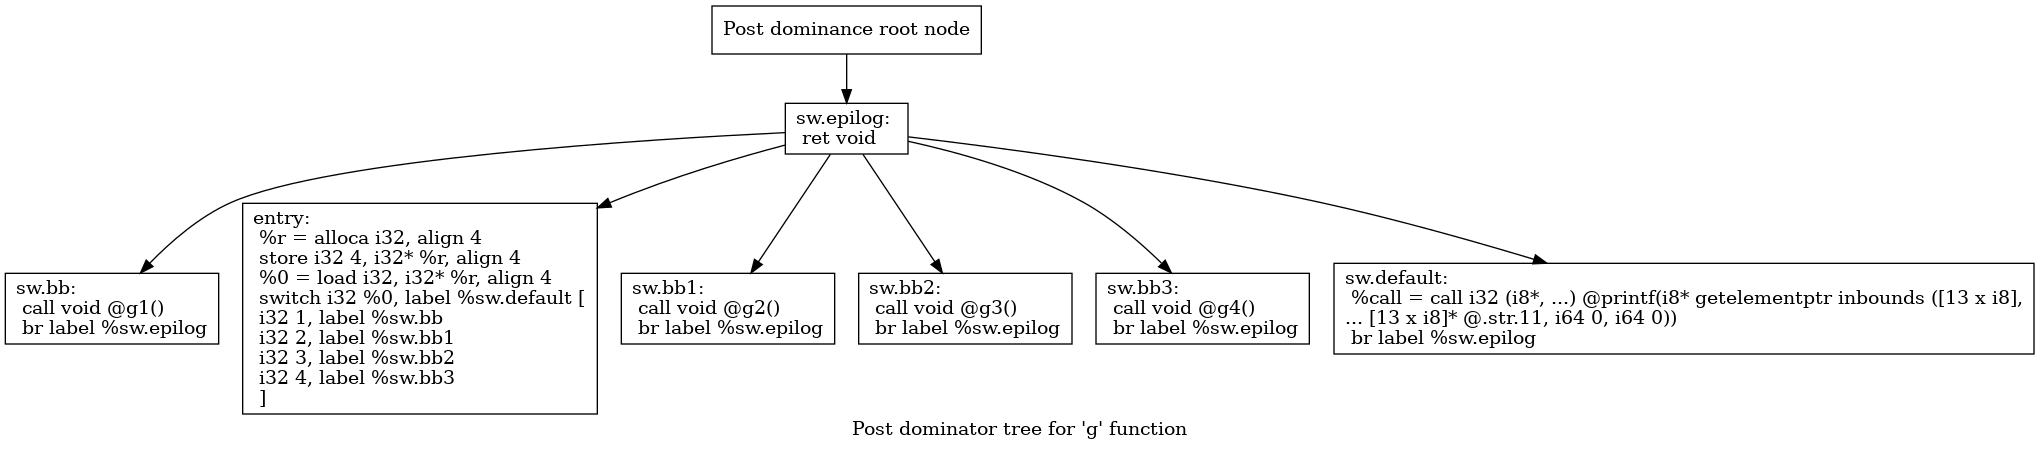 Post dominance root node
sw.epilog:
ret void
sw.bb:
call void @g1()
br label %sw.epilog
entry:
%r = alloca i32, align 4
store i32 4, i32* %r, align 4
%0 = load i32, i32* %r, align 4
switch i32 %0, label %sw.default [
i32 1, label %sw.bb
i32 2, label %sw.bb1
i32 3, label %sw.bb2
i32 4, label %sw.bb3
]
sw.bb1:
call void @g2()
br label %sw.epilog
sw.bb2:
call void @g3()
br label %sw.epilog
sw.bb3:
call void @g4()
br label %sw.epilog
sw.default:
%call = call i32 (i8*, ...) @printf(i8* getelementptr inbounds ([13 x i8],
... [13 x i8]* @.str.11, i64 0, i64 0))
br label %sw.epilog
Post dominator tree for 'g' function